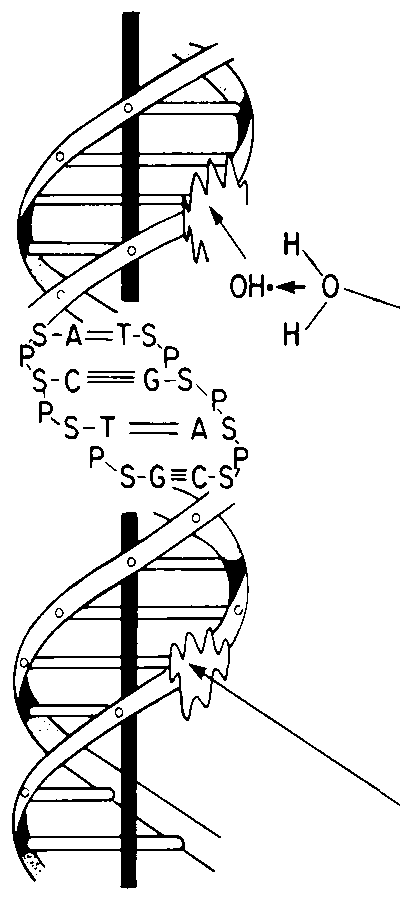 H
OH• O
H
S-A=T-S
P P
S-C≡G-S
P P
S-T=A S
P P
S-G≡C-S